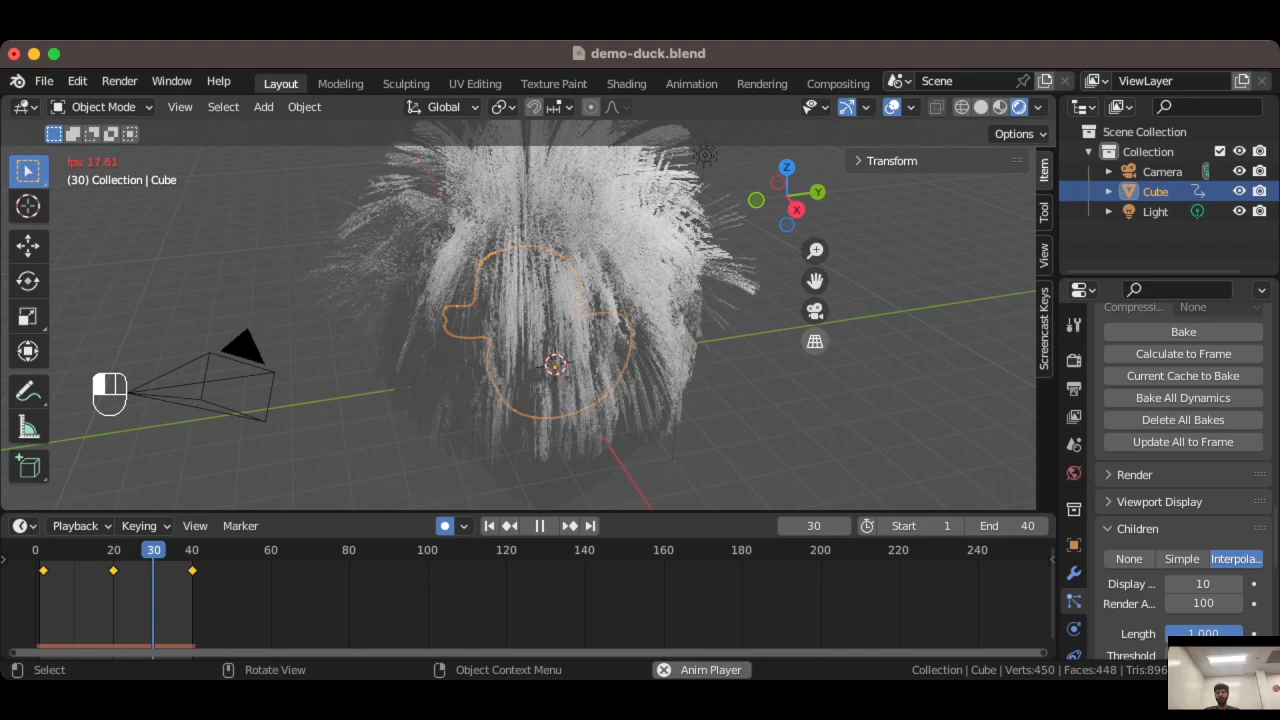 demo-duck.blend
File Edit Render Window Help Layout Modeling Sculpting UV Editing Texture Paint Shading Animation Rendering Compositing Scene ViewLayer
Object Mode View Select Add Object Global
Options
fps: 17.61
(30) Collection | Cube
Transform
Z
Y
X
Item
Tool
View
Screencast Keys
Scene Collection
Collection
Camera
Cube
Light
Compressi... None
Bake
Calculate to Frame
Current Cache to Bake
Bake All Dynamics
Delete All Bakes
Update All to Frame
Render
Viewport Display
Children
None Simple Interpola...
Display ... 10
Render A... 100
Length 1.000
Threshold
Playback Keying View Marker 30 Start 1 End 40
0 20 30 40 60 80 100 120 140 160 180 200 220 240
Select Rotate View Object Context Menu Anim Player Collection | Cube | Verts:450 | Faces:448 | Tris:896